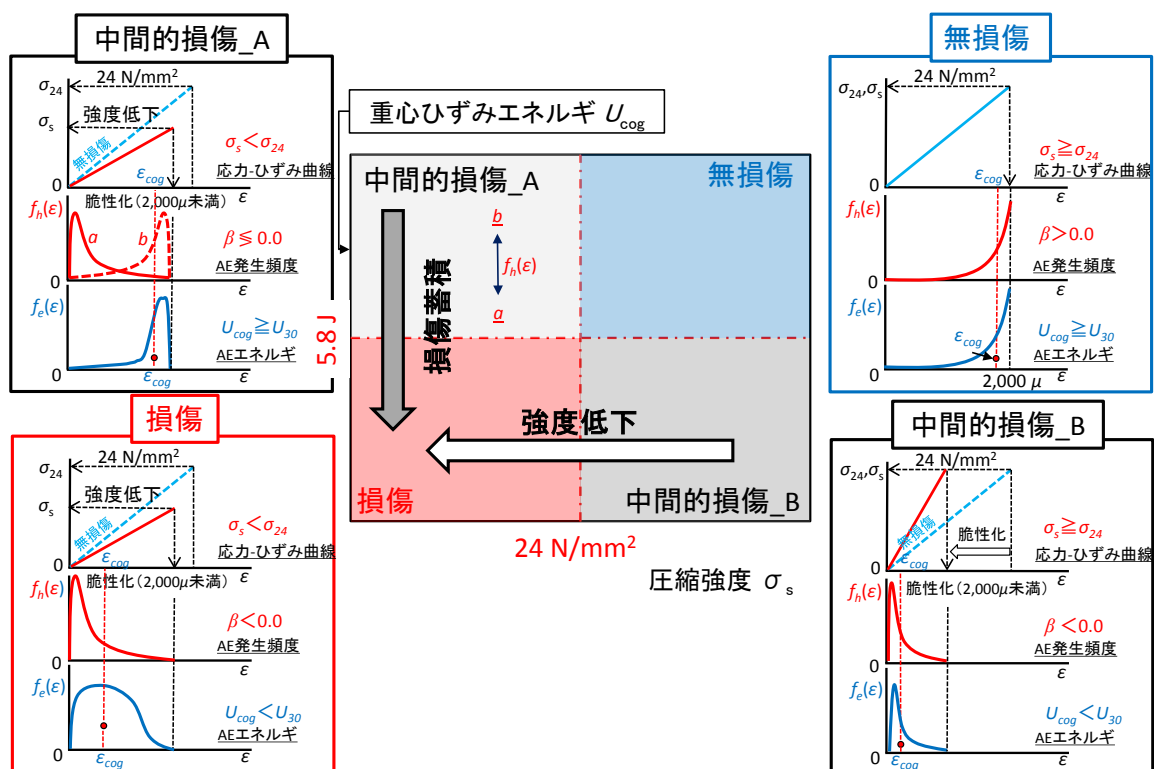 中間的損傷_A
σ24
24 N/mm²
σs
強度低下
無損傷
σs＜σ24
εcog
応力-ひずみ曲線
0
ε
脆性化（2,000μ未満）
fh(ε)
a
b
β≦0.0
AE発生頻度
0
ε
fe(ε)
Ucog≧U30
AEエネルギ
0
εcog
ε
重心ひずみエネルギ Ucog
中間的損傷_A
無損傷
b
fh(ε)
a
損傷蓄積
5.8 J
強度低下
損傷
中間的損傷_B
24 N/mm²
圧縮強度 σs
無損傷
24 N/mm²
σ24,σs
σs≧σ24
εcog
応力-ひずみ曲線
0
ε
fh(ε)
β＞0.0
AE発生頻度
0
ε
fe(ε)
Ucog≧U30
εcog
AEエネルギ
0
2,000 μ
ε
損傷
σ24
24 N/mm²
σs
強度低下
無損傷
σs＜σ24
εcog
応力-ひずみ曲線
0
ε
脆性化（2,000μ未満）
fh(ε)
β＜0.0
AE発生頻度
0
ε
fe(ε)
Ucog＜U30
AEエネルギ
0
εcog
ε
中間的損傷_B
σ24,σs
24 N/mm²
無損傷
脆性化
σs≧σ24
εcog
応力-ひずみ曲線
0
ε
脆性化（2,000μ未満）
fh(ε)
β＜0.0
AE発生頻度
0
ε
fe(ε)
Ucog＜U30
AEエネルギ
0
εcog
ε